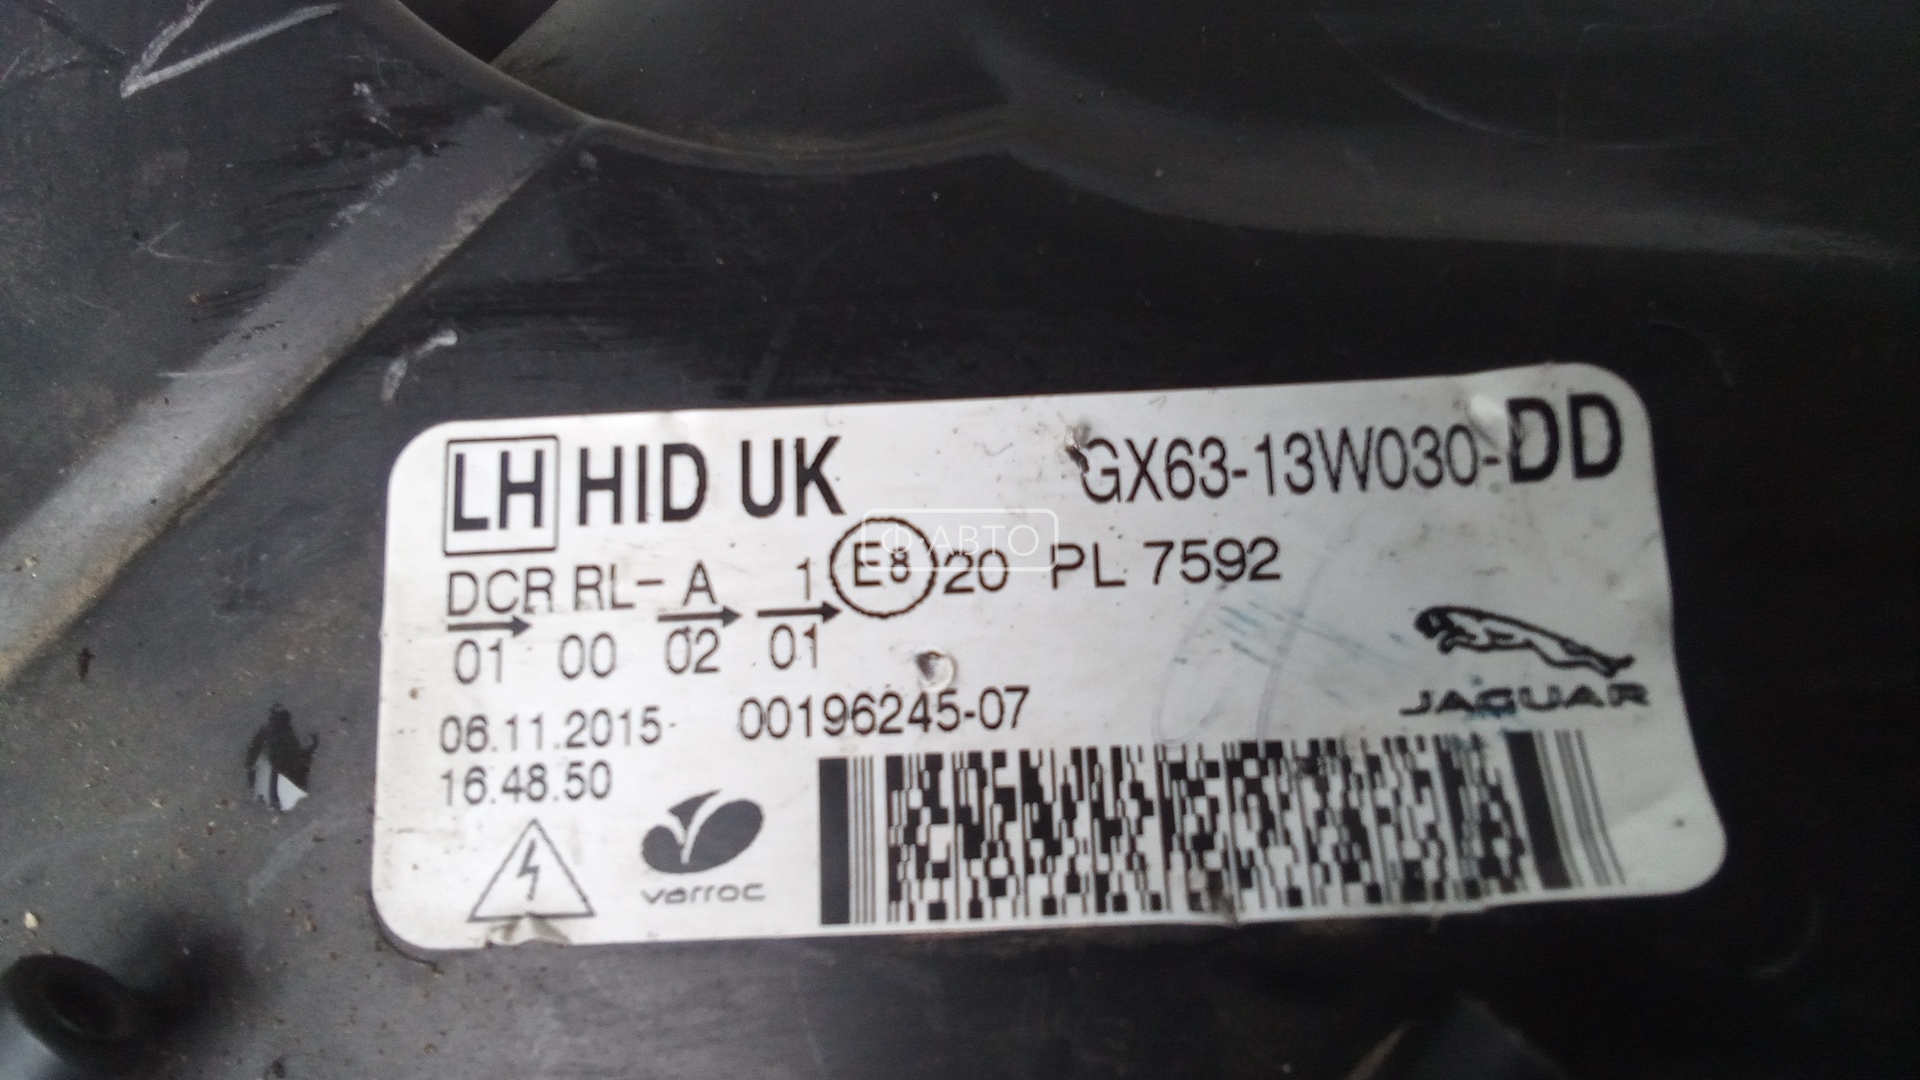 LH HID UK GX63-13W030-DD
DCR RL- A 1 E8 20 PL 7592
01 00 02 01
JAGUAR
06.11.2015- 00196245-07
16.48.50
varroc
Ф-АВТО